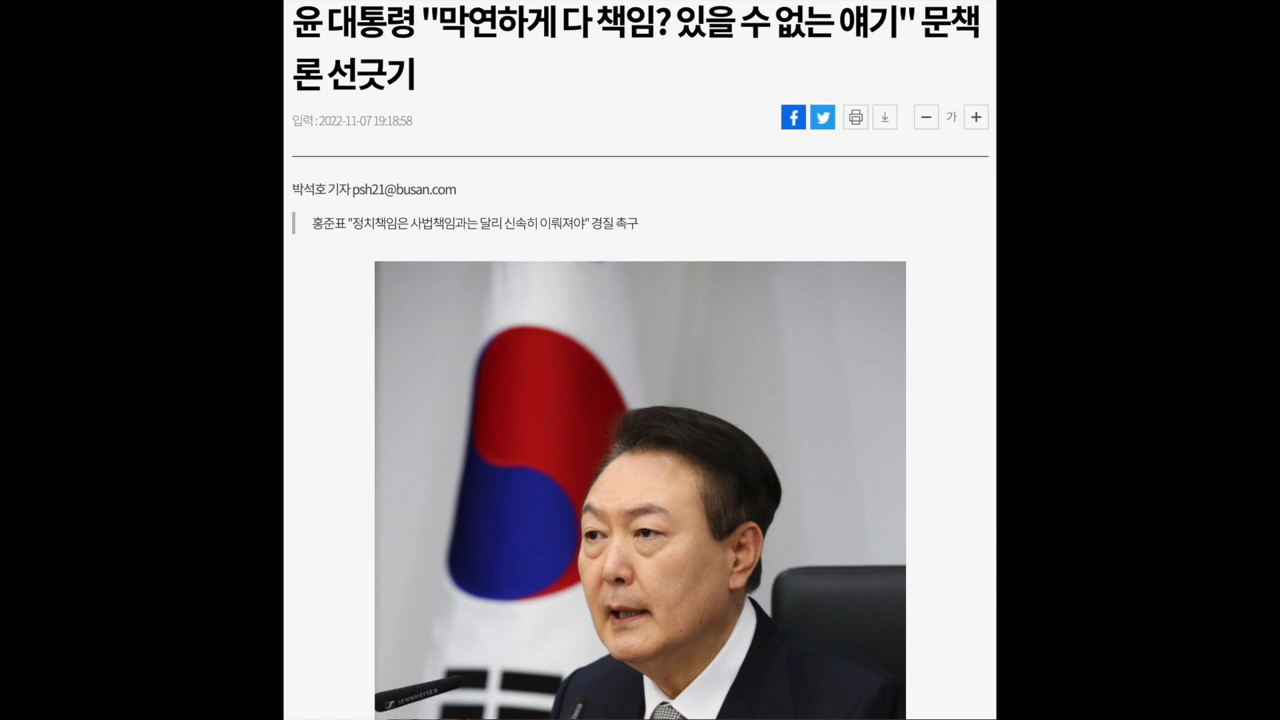 윤 대통령 "막연하게 다 책임? 있을 수 없는 얘기" 문책
론 선긋기
입력 : 2022-11-07 19:18:58
f
가
박석호 기자 psh21@busan.com
홍준표 "정치책임은 사법책임과는 달리 신속히 이뤄져야" 경질 촉구
SENNHEISER